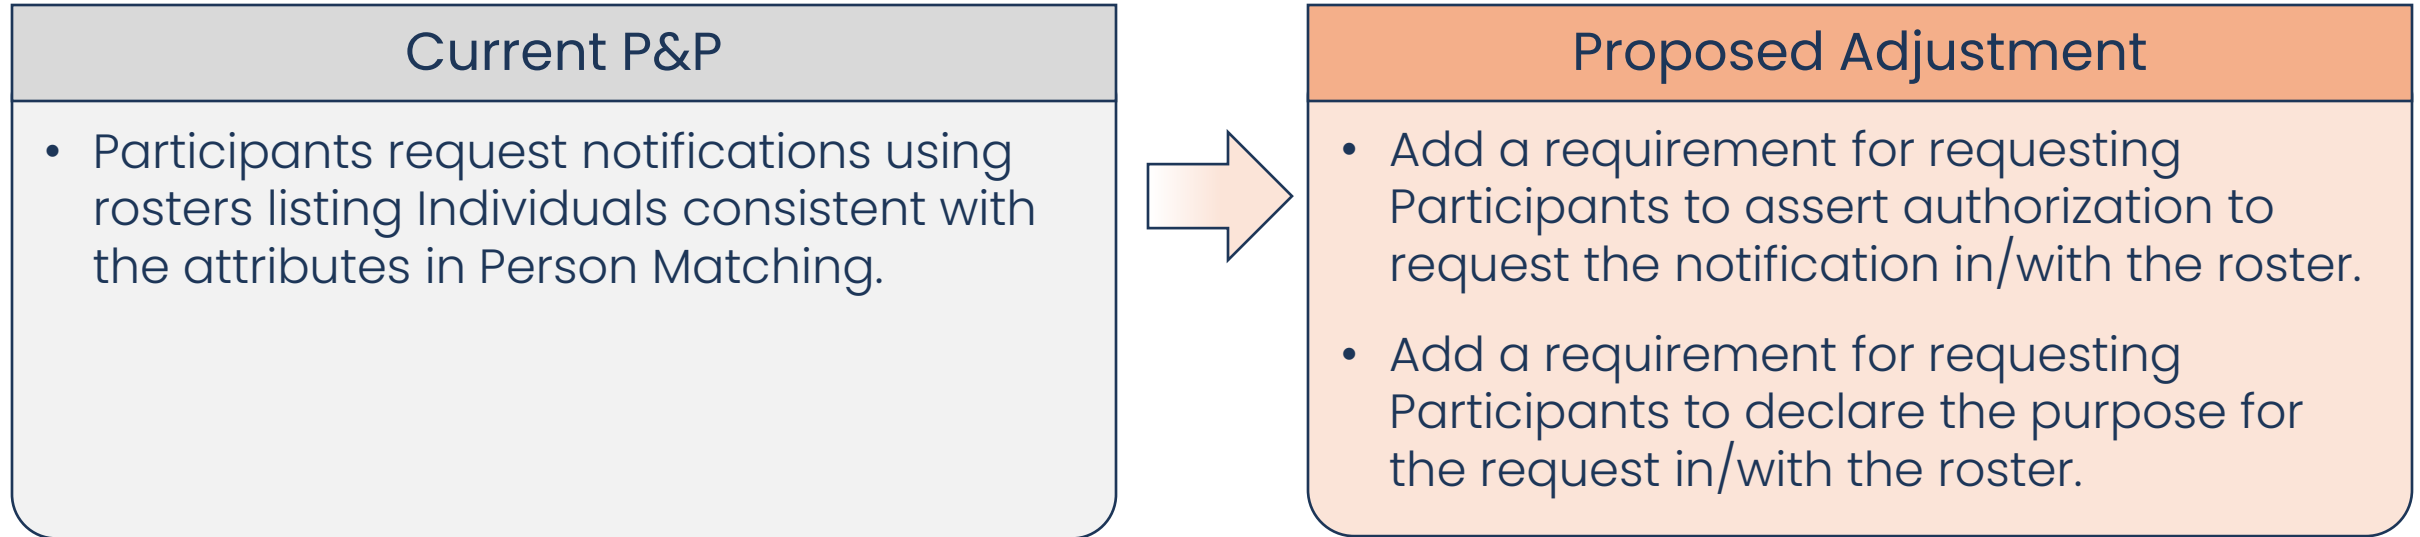 Current P&P
• Participants request notifications using
rosters listing Individuals consistent with
the attributes in Person Matching.
Proposed Adjustment
• Add a requirement for requesting
Participants to assert authorization to
request the notification in/with the roster.
• Add a requirement for requesting
Participants to declare the purpose for
the request in/with the roster.